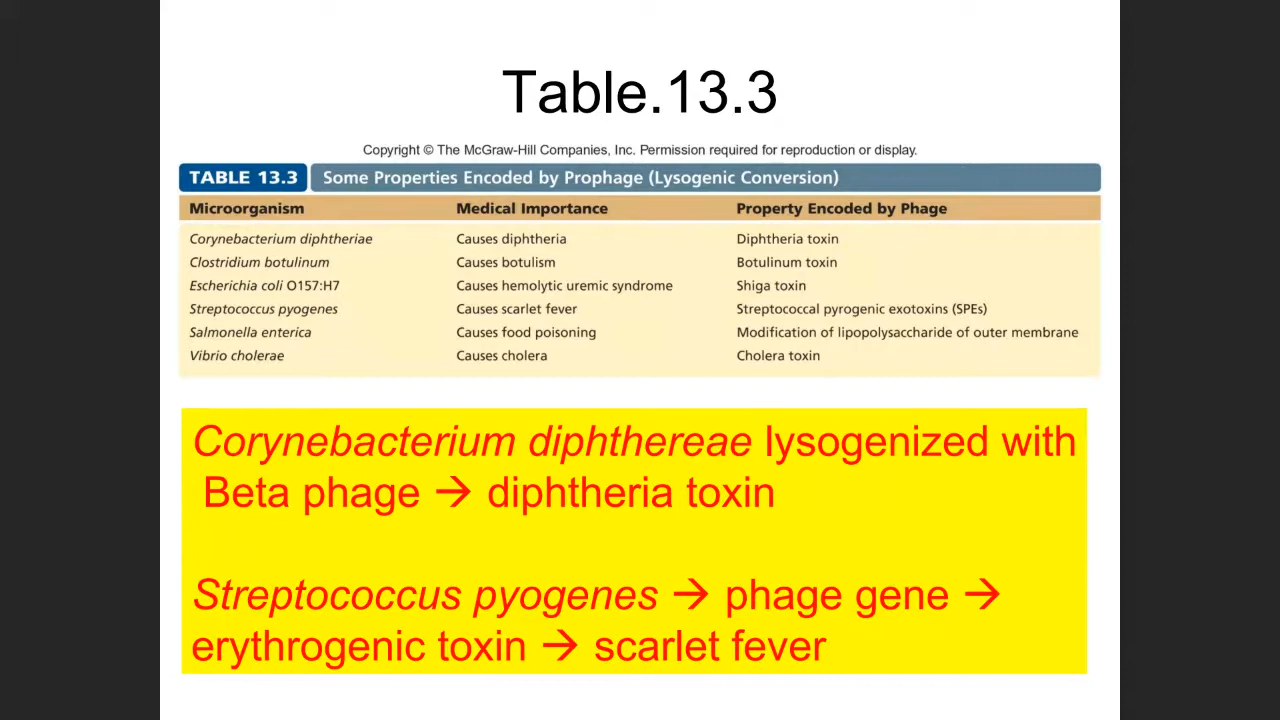 Table.13.3
Copyright © The McGraw-Hill Companies, Inc. Permission required for reproduction or display.
TABLE 13.3 Some Properties Encoded by Prophage (Lysogenic Conversion)
Microorganism Medical Importance Property Encoded by Phage
Corynebacterium diphtheriae Causes diphtheria Diphtheria toxin
Clostridium botulinum Causes botulism Botulinum toxin
Escherichia coli O157:H7 Causes hemolytic uremic syndrome Shiga toxin
Streptococcus pyogenes Causes scarlet fever Streptococcal pyrogenic exotoxins (SPEs)
Salmonella enterica Causes food poisoning Modification of lipopolysaccharide of outer membrane
Vibrio cholerae Causes cholera Cholera toxin
Corynebacterium diphthereae lysogenized with
Beta phage → diphtheria toxin
Streptococcus pyogenes → phage gene →
erythrogenic toxin → scarlet fever